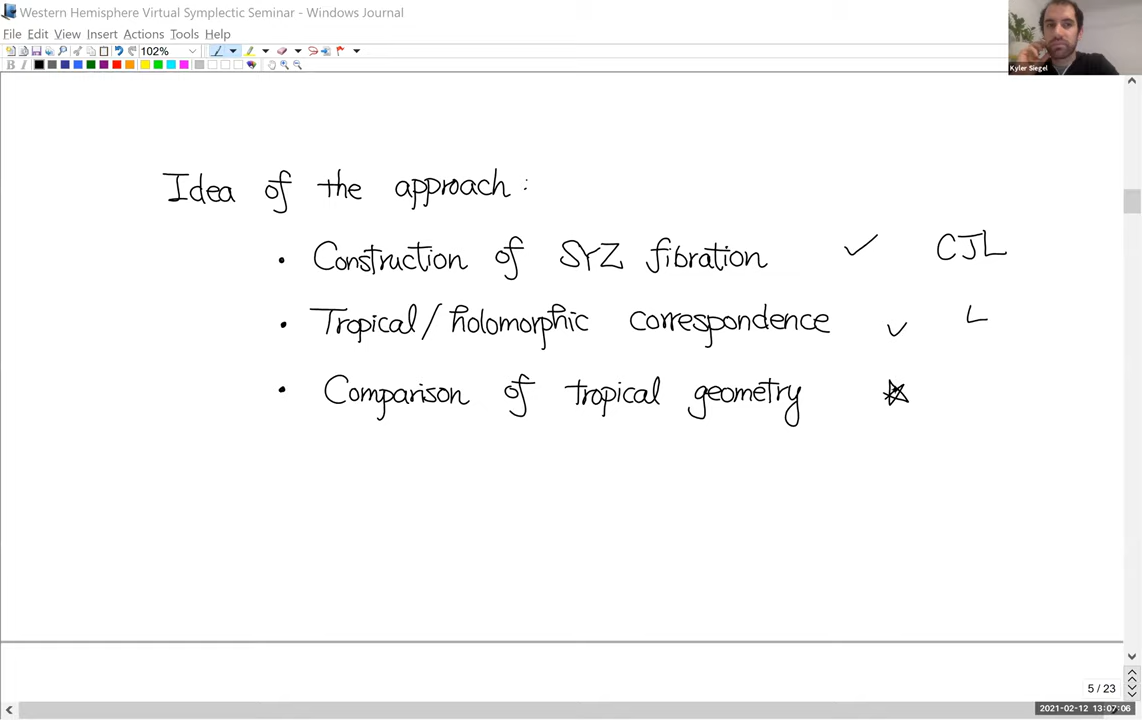 Western Hemisphere Virtual Symplectic Seminar - Windows Journal
File Edit View Insert Actions Tools Help
102%
B I
Kyler Siegel
Idea of the approach :
• Construction of SYZ fibration ✓ CJL
• Tropical / holomorphic correspondence ✓ L
• Comparison of tropical geometry ☆
5 / 23
2021-02-12 13:07:06